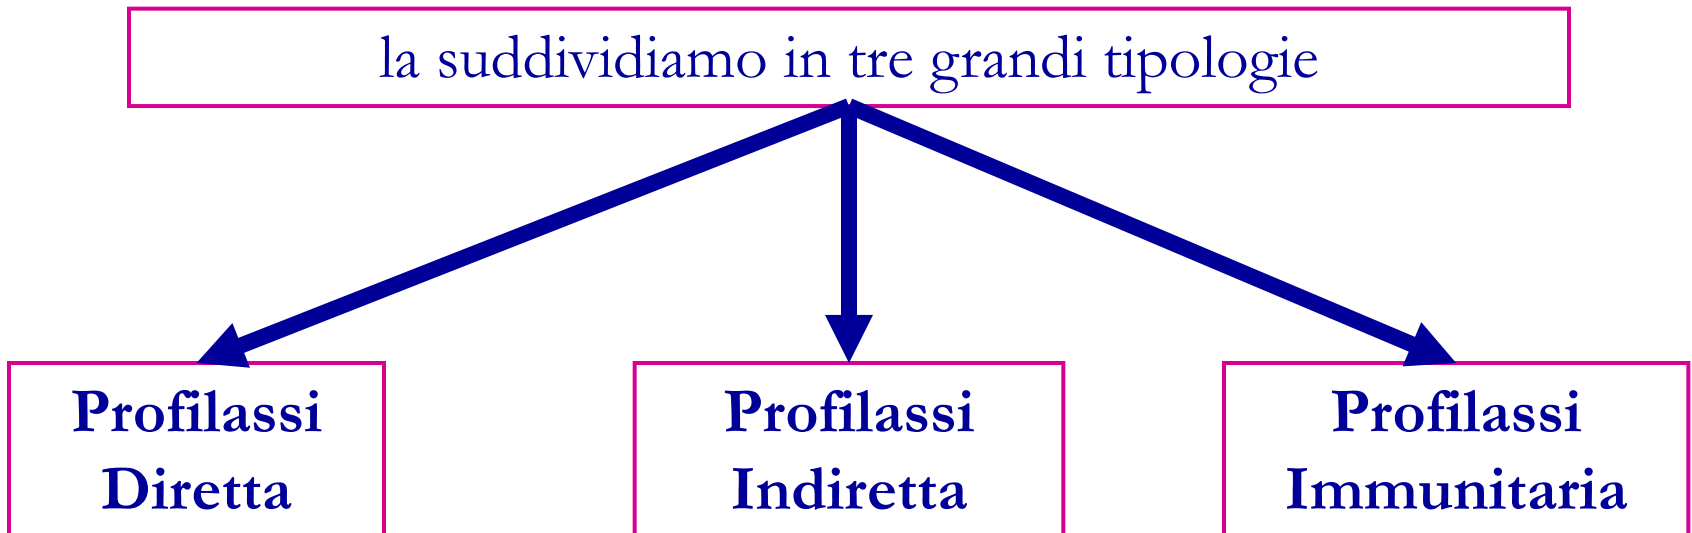 la suddividiamo in tre grandi tipologie
Profilassi
Diretta
Profilassi
Indiretta
Profilassi
Immunitaria